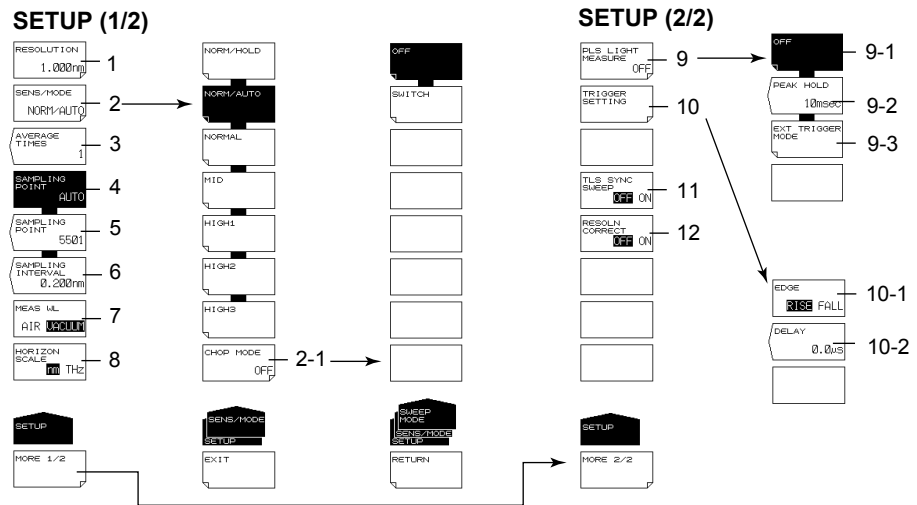 SETUP (1/2)
RESOLUTION
1.000nm
1
SENS/MODE
NORM/AUTO
2
AVERAGE
TIMES
1
3
SAMPLING
POINT
AUTO
4
SAMPLING
POINT
5501
5
SAMPLING
INTERVAL
0.200nm
6
MEAS WL
AIR VACUUM
7
HORIZON
SCALE
nm THz
8
SETUP
MORE 1/2
NORM/HOLD
NORM/AUTO
NORMAL
MID
HIGH1
HIGH2
HIGH3
CHOP MODE
OFF
2-1
SENS/MODE
SETUP
EXIT
OFF
SWITCH
SWEEP
MODE
SENS/MODE
SETUP
RETURN
SETUP (2/2)
PLS LIGHT
MEASURE
OFF
9
TRIGGER
SETTING
10
TLS SYNC
SWEEP
OFF ON
11
RESOLN
CORRECT
OFF ON
12
SETUP
MORE 2/2
OFF
9-1
PEAK HOLD
10msec
9-2
EXT TRIGGER
MODE
9-3
EDGE
RISE FALL
10-1
DELAY
0.0µs
10-2